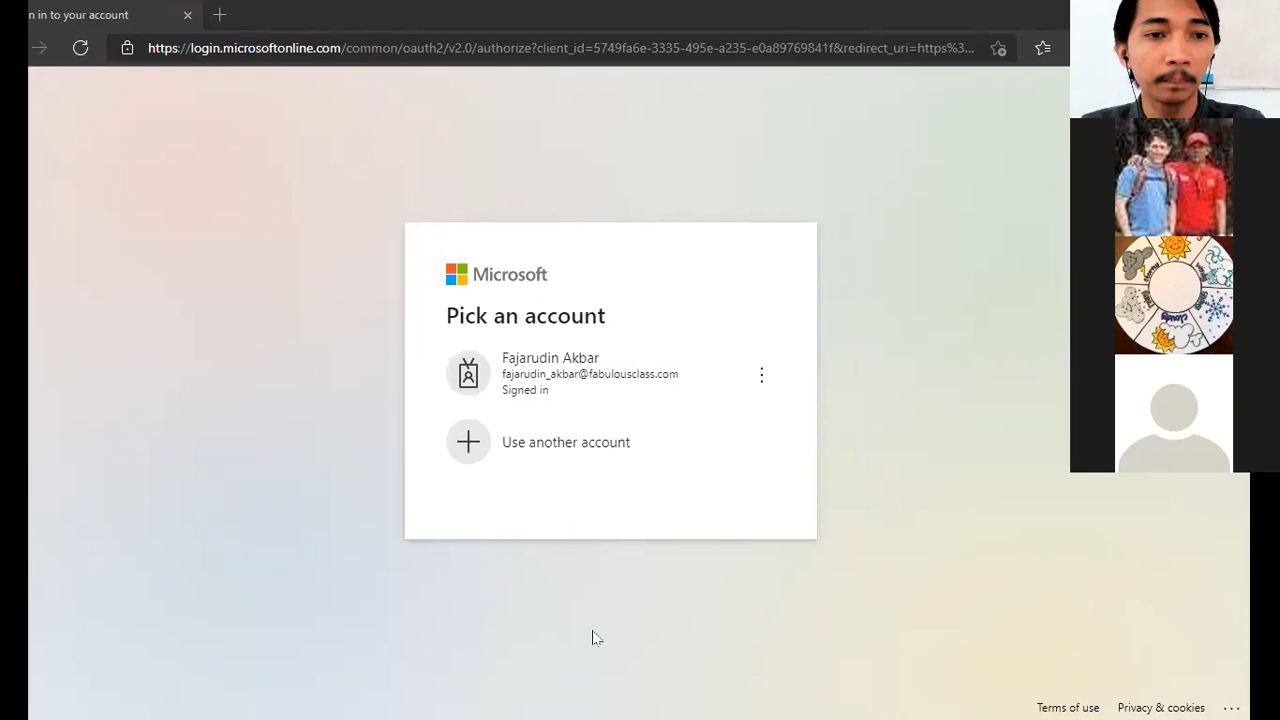 n in to your account
https://login.microsoftonline.com/common/oauth2/v2.0/authorize?client_id=5749fa6e-3335-495e-a235-e0a89769841f&redirect_uri=https%3...
Microsoft
Pick an account
Fajarudin Akbar
fajarudin_akbar@fabulousclass.com
Signed in
Use another account
cloudy
Terms of use Privacy & cookies ...